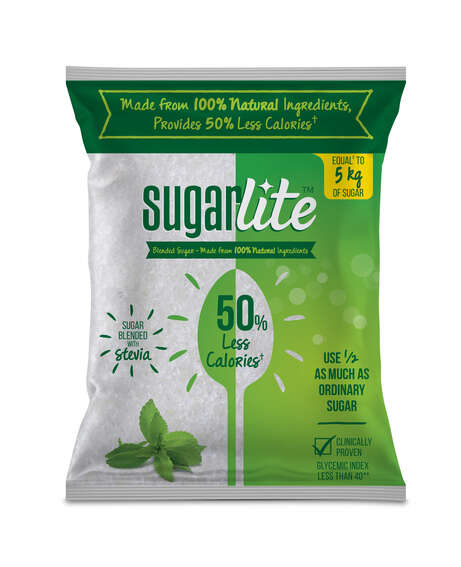 Made from 100% Natural Ingredients,
Provides 50% Less Calories†
EQUAL† TO
5 kg
OF SUGAR
sugarlite™
Blended Sugar - Made from 100% Natural Ingredients
SUGAR
BLENDED
WITH
stevia
50%
Less
Calories†
USE 1/2
AS MUCH AS
ORDINARY
SUGAR
CLINICALLY
PROVEN
GLYCEMIC INDEX
LESS THAN 40**